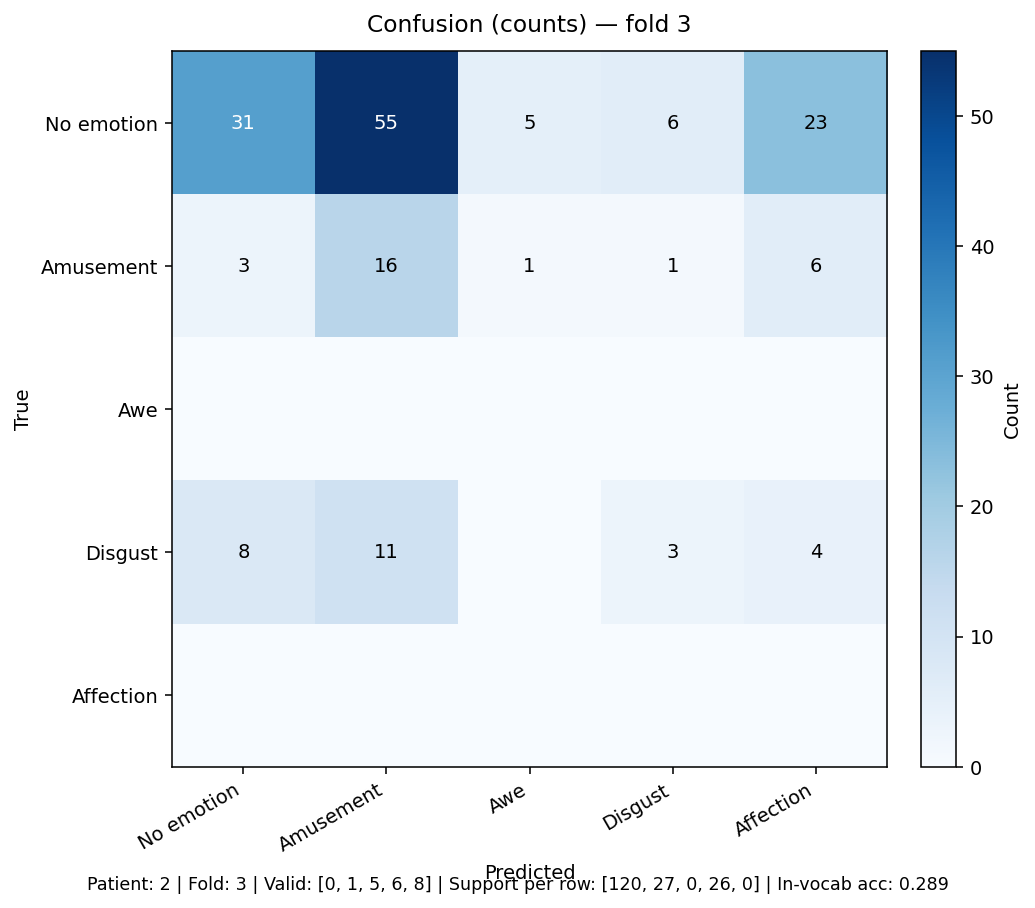 Confusion (counts) — fold 3
No emotion 31 55 5 6 23
Amusement 3 16 1 1 6
Awe
Disgust 8 11 3 4
Affection
True
No emotion Amusement Awe Disgust Affection
Predicted
50
40
30
20
10
0
Count
Patient: 2 | Fold: 3 | Valid: [0, 1, 5, 6, 8] | Support per row: [120, 27, 0, 26, 0] | In-vocab acc: 0.289